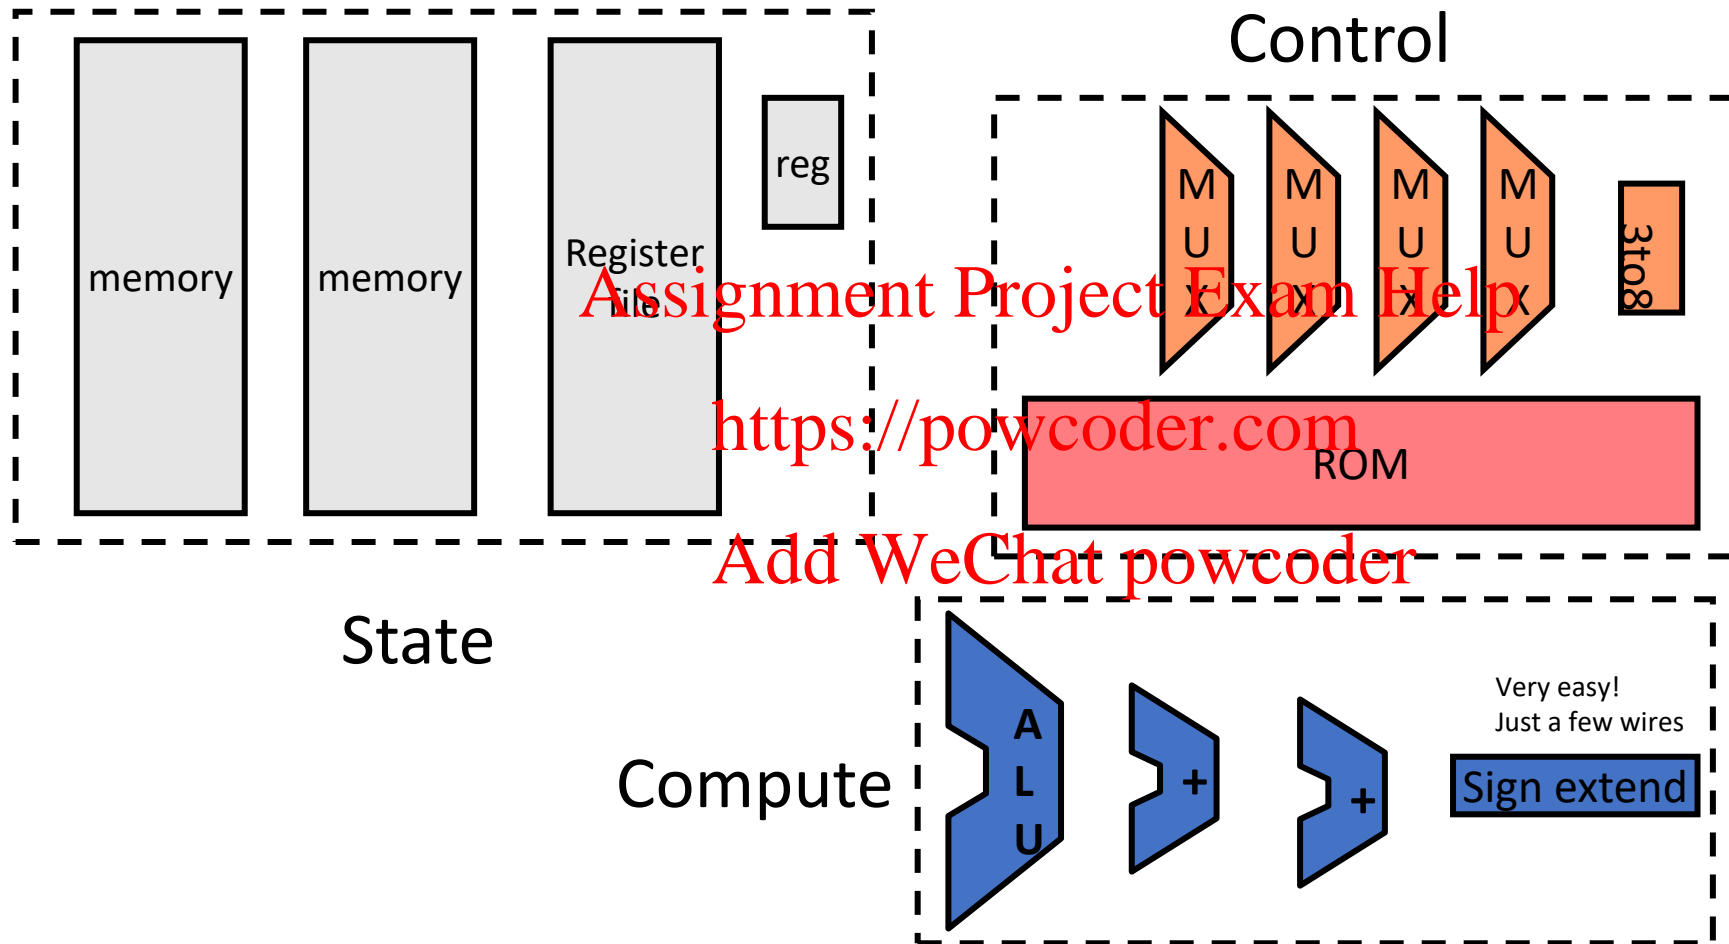 Control
memory
memory
Register
file
reg
M
U
X
M
U
X
M
U
X
M
U
X
3to8
Assignment Project Exam Help
https://powcoder.com
ROM
Add WeChat powcoder
State
Compute
A
L
U
+
+
Very easy!
Just a few wires
Sign extend